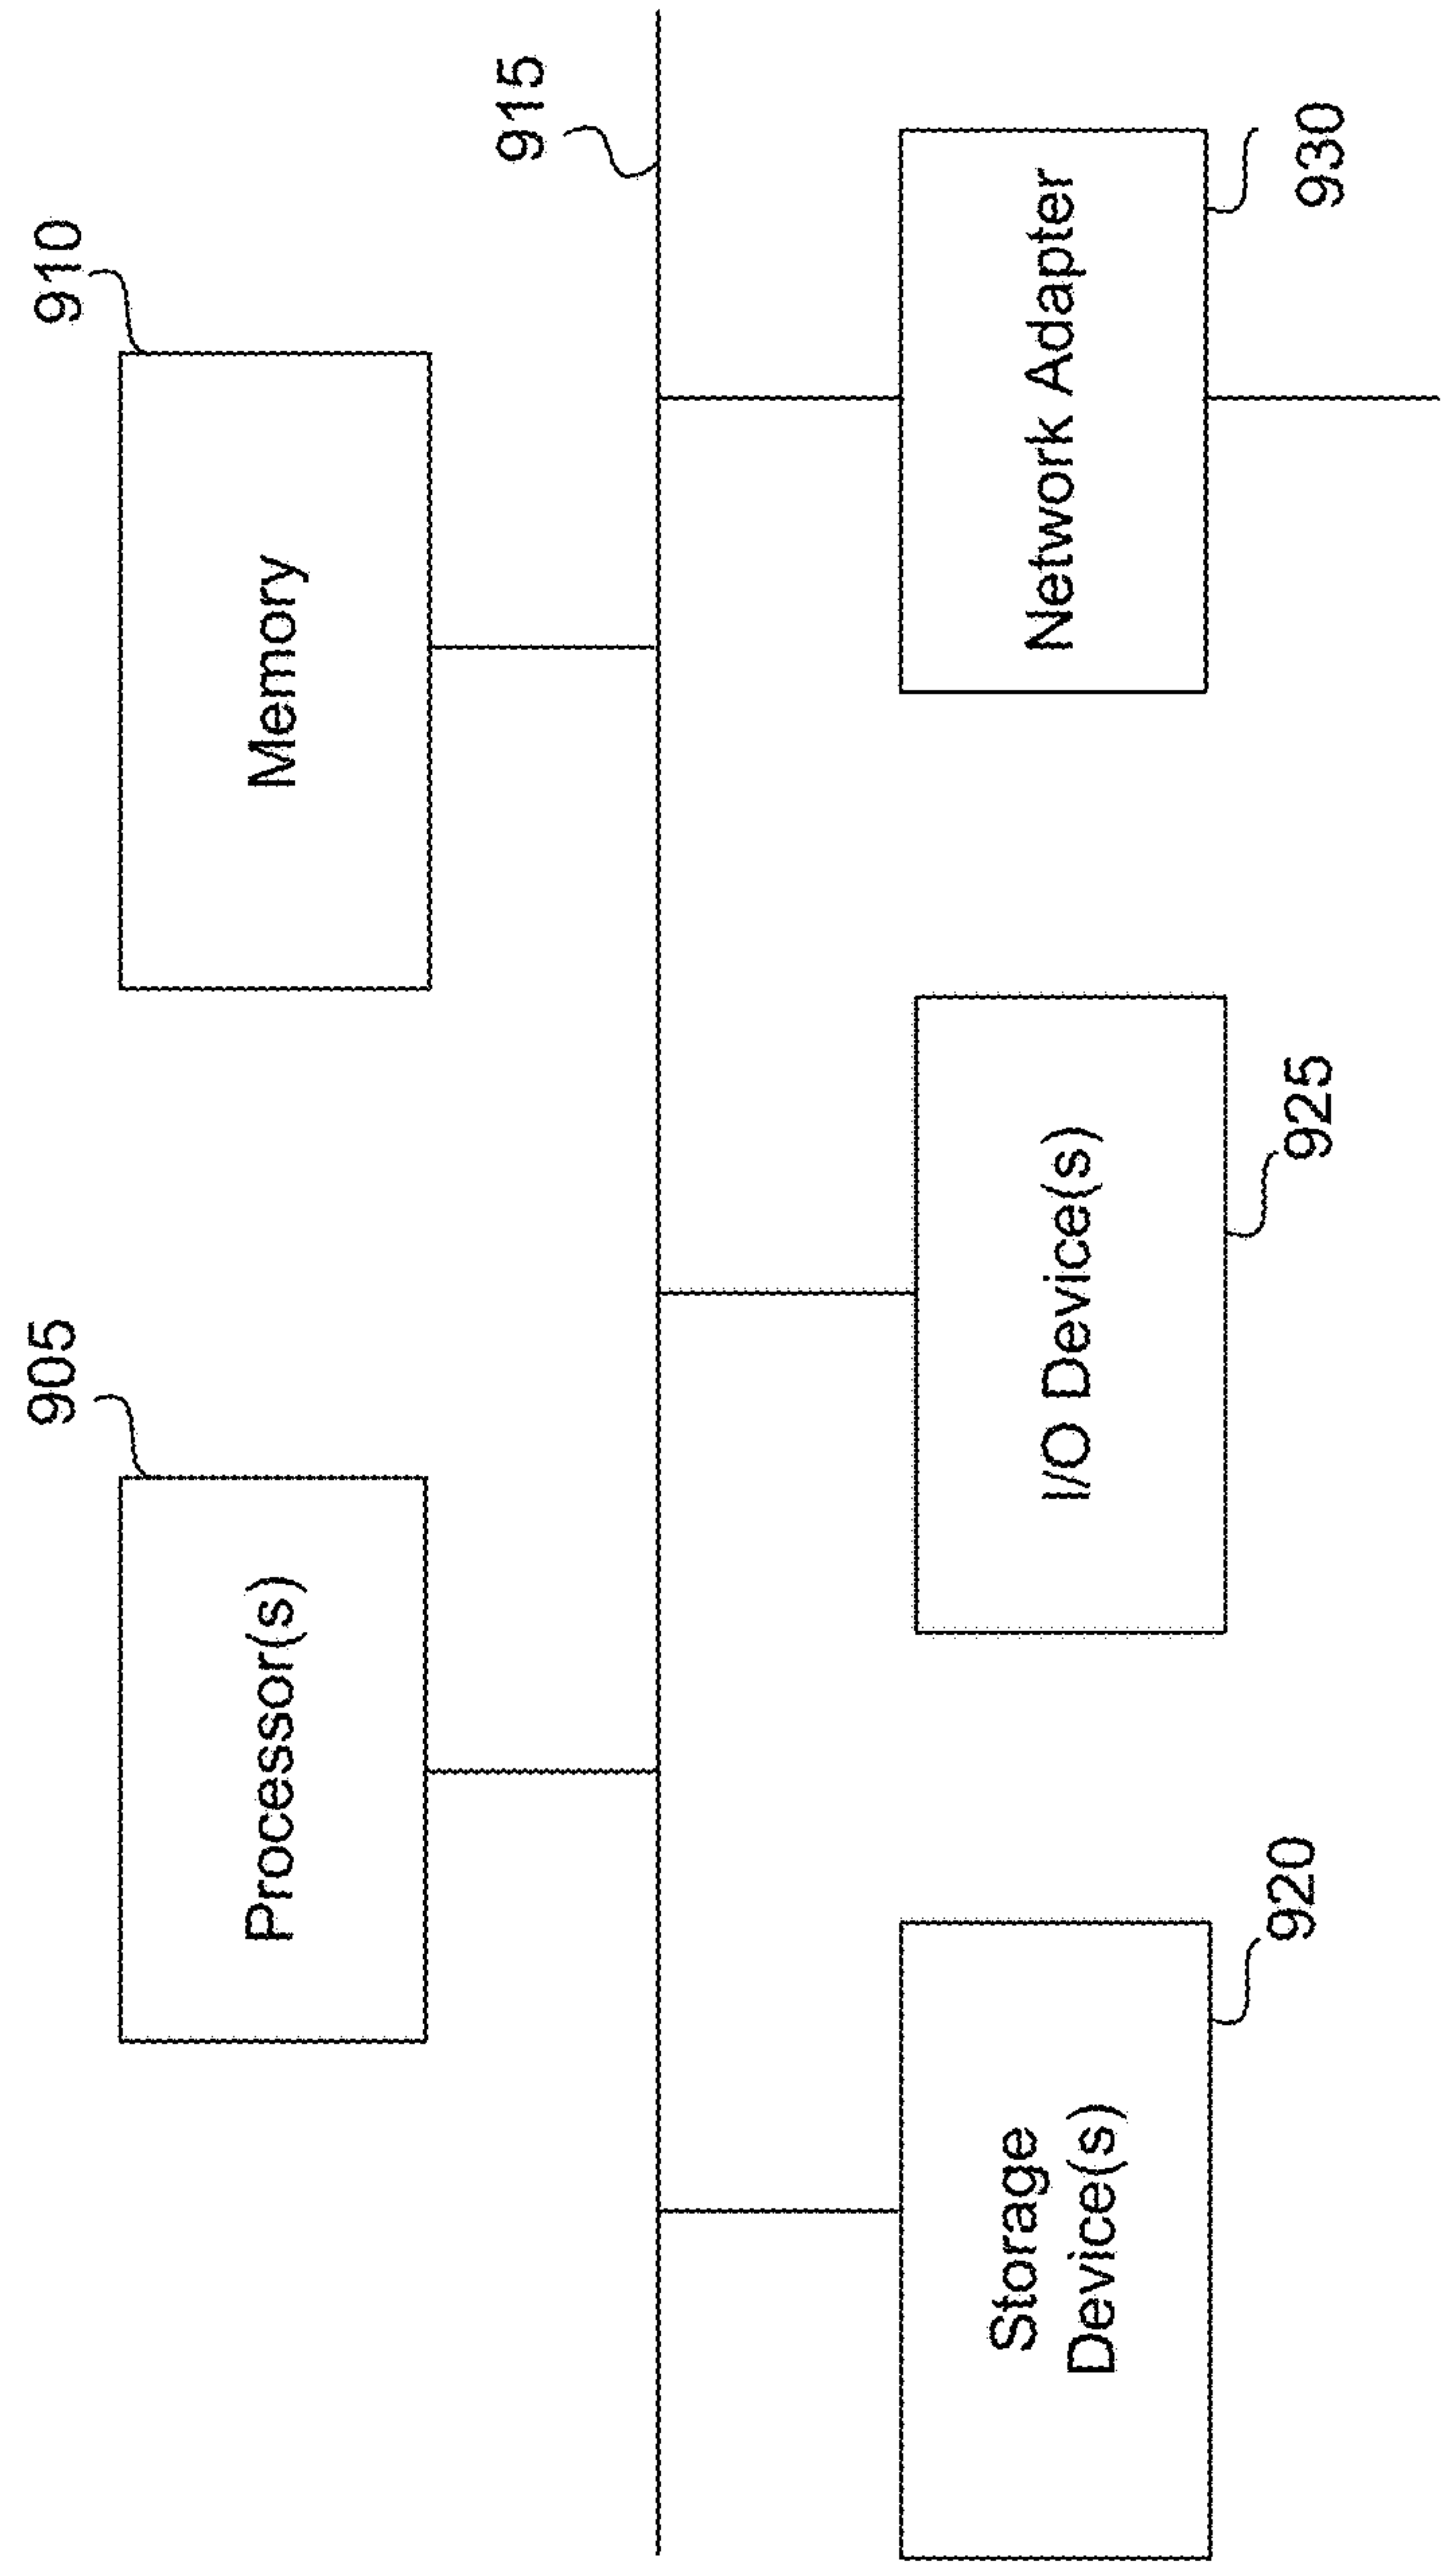 905
910
Processor(s)
Memory
915
Storage
Device(s)
I/O Device(s)
Network Adapter
920
925
930